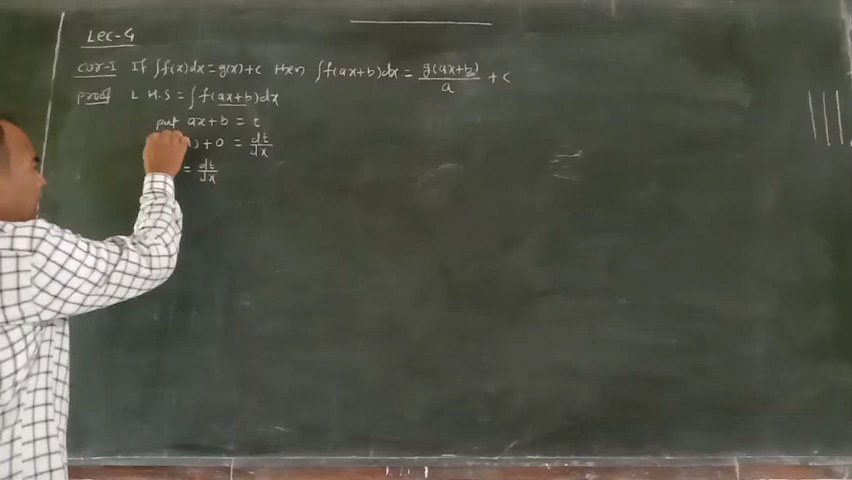 Lec-4
Cor-I If ∫f(x)dx = g(x)+c then ∫f(ax+b)dx = g(ax+b)/a + c
proof L.H.S = ∫f(ax+b)dx
put ax+b = t
)+0 = dt/dx
= dt/dx